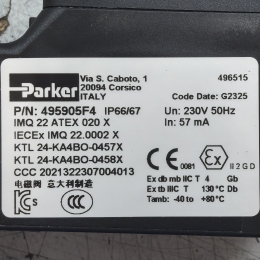 Parker
Via S. Caboto, 1
20094 Corsico
ITALY
496515
Code Date: G2325
P/N: 495905F4 IP66/67
Un: 230V 50Hz
IMQ 22 ATEX 020 X
In: 57 mA
IECEx IMQ 22.0002 X
KTL 24-KA4BO-0457X
KTL 24-KA4BO-0458X
CE 0081 Ex II 2 G D
CCC 2021322307004013
Ex db mb IIC T 4 Gb
电磁阀 意大利制造
Ex tb IIIC T 130°C Db
Tamb: -40 to +80°C